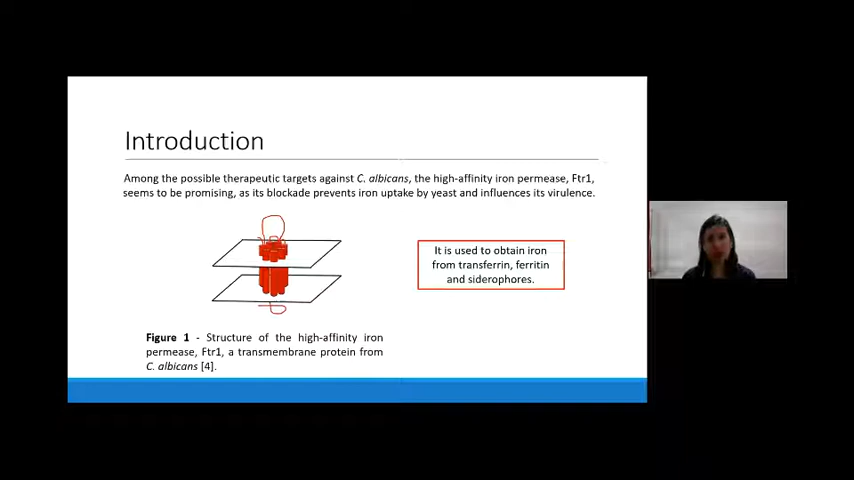 Introduction
Among the possible therapeutic targets against C. albicans, the high-affinity iron permease, Ftr1,
seems to be promising, as its blockade prevents iron uptake by yeast and influences its virulence.
It is used to obtain iron
from transferrin, ferritin
and siderophores.
Figure 1 - Structure of the high-affinity iron
permease, Ftr1, a transmembrane protein from
C. albicans [4].